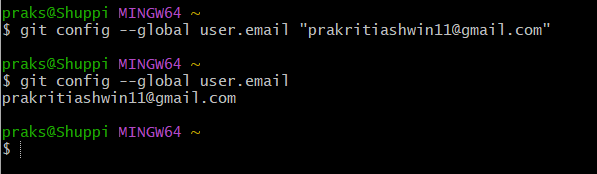 praks@Shuppi MINGW64 ~
$ git config --global user.email "prakritiashwin11@gmail.com"
praks@Shuppi MINGW64 ~
$ git config --global user.email
prakritiashwin11@gmail.com
praks@Shuppi MINGW64 ~
$